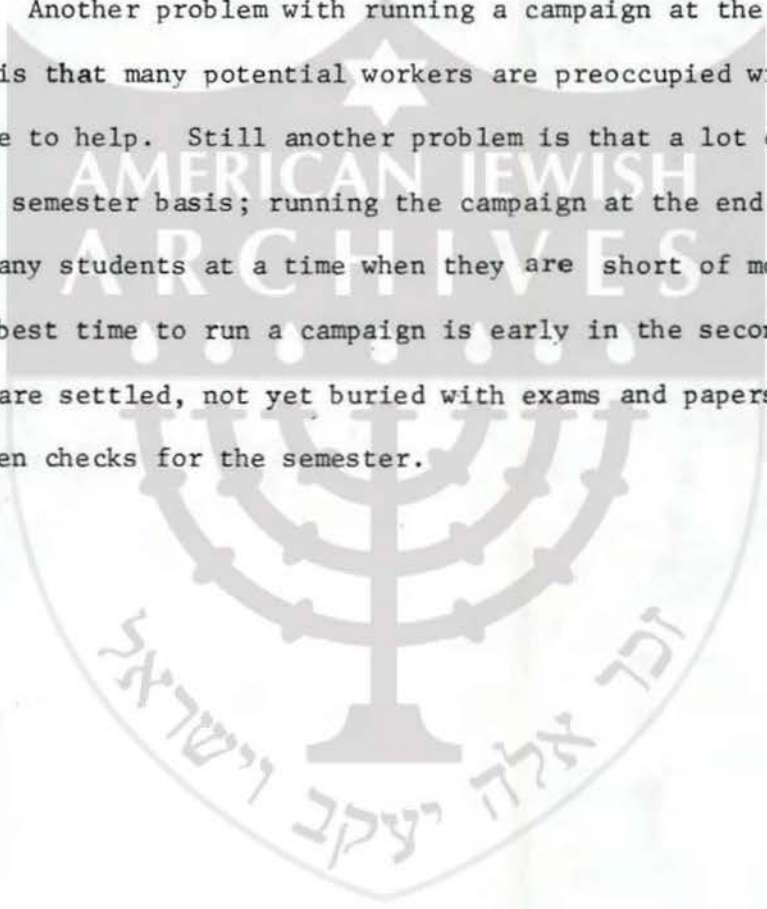 Another problem with running a campaign at the
is that many potential workers are preoccupied w
e to help. Still another problem is that a lot
AMERICAN JEWISH
semester basis; running the campaign at the end
ARCHIVES
any students at a time when they are short of m
best time to run a campaign is early in the secon
are settled, not yet buried with exams and papers
en checks for the semester.
זכר אלה יעקב וישראל